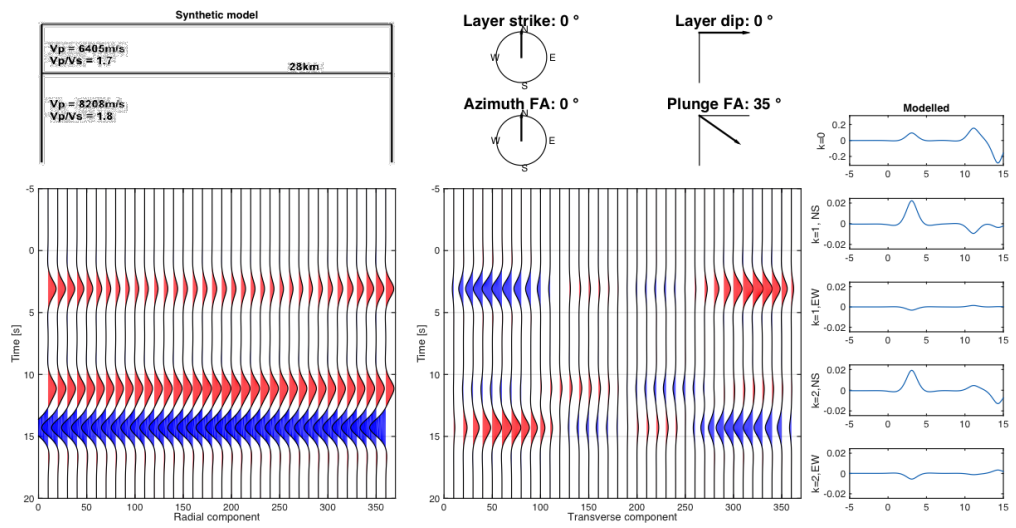 Synthetic model
Vp = 6405m/s
Vp/Vs = 1.7
28km
Vp = 8208m/s
Vp/Vs = 1.8
Layer strike: 0 °
N
W
E
S
Layer dip: 0 °
Azimuth FA: 0 °
N
W
E
S
Plunge FA: 35 °
-5
0
5
10
15
20
Time [s]
0 50 100 150 200 250 300 350
Radial component
-5
0
5
10
15
20
Time [s]
0 50 100 150 200 250 300 350
Transverse component
Modelled
k=0
0.2
0
-0.2
-5 0 5 10 15
k=1, NS
0.02
0
-0.02
-5 0 5 10 15
k=1,EW
0.02
0
-0.02
-5 0 5 10 15
k=2,NS
0.02
0
-0.02
-5 0 5 10 15
k=2,EW
0.02
0
-0.02
-5 0 5 10 15